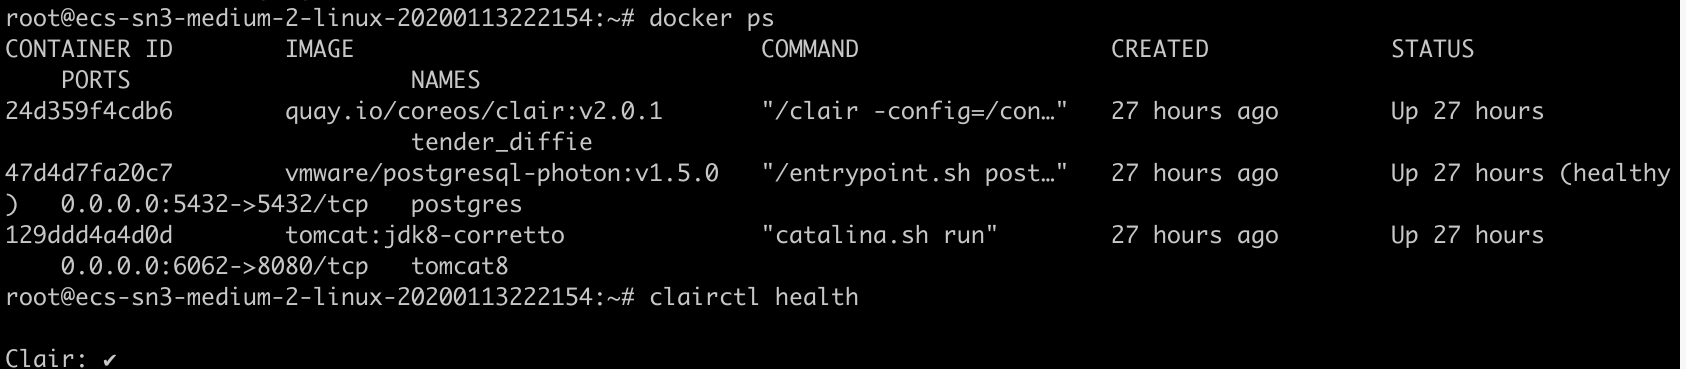 root@ecs-sn3-medium-2-linux-20200113222154:~# docker ps
CONTAINER ID        IMAGE                             COMMAND                  CREATED             STATUS
    PORTS                    NAMES
24d359f4cdb6        quay.io/coreos/clair:v2.0.1       "/clair -config=/con…"   27 hours ago        Up 27 hours
                             tender_diffie
47d4d7fa20c7        vmware/postgresql-photon:v1.5.0   "/entrypoint.sh post…"   27 hours ago        Up 27 hours (healthy
)   0.0.0.0:5432->5432/tcp   postgres
129ddd4a4d0d        tomcat:jdk8-corretto              "catalina.sh run"        27 hours ago        Up 27 hours
    0.0.0.0:6062->8080/tcp   tomcat8
root@ecs-sn3-medium-2-linux-20200113222154:~# clairctl health
Clair: ✔